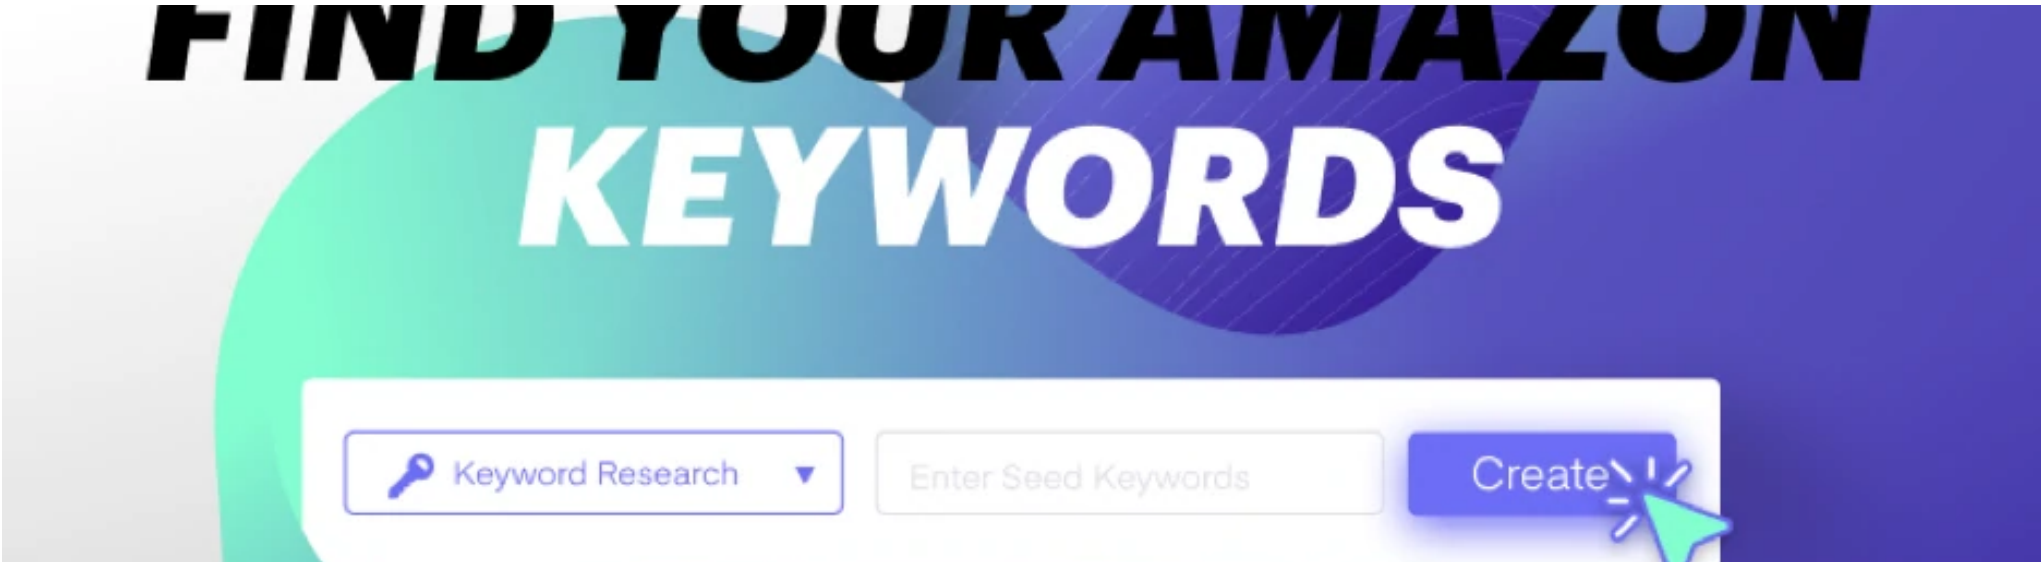 FIND YOUR AMAZON
KEYWORDS
Keyword Research
Enter Seed Keywords
Create